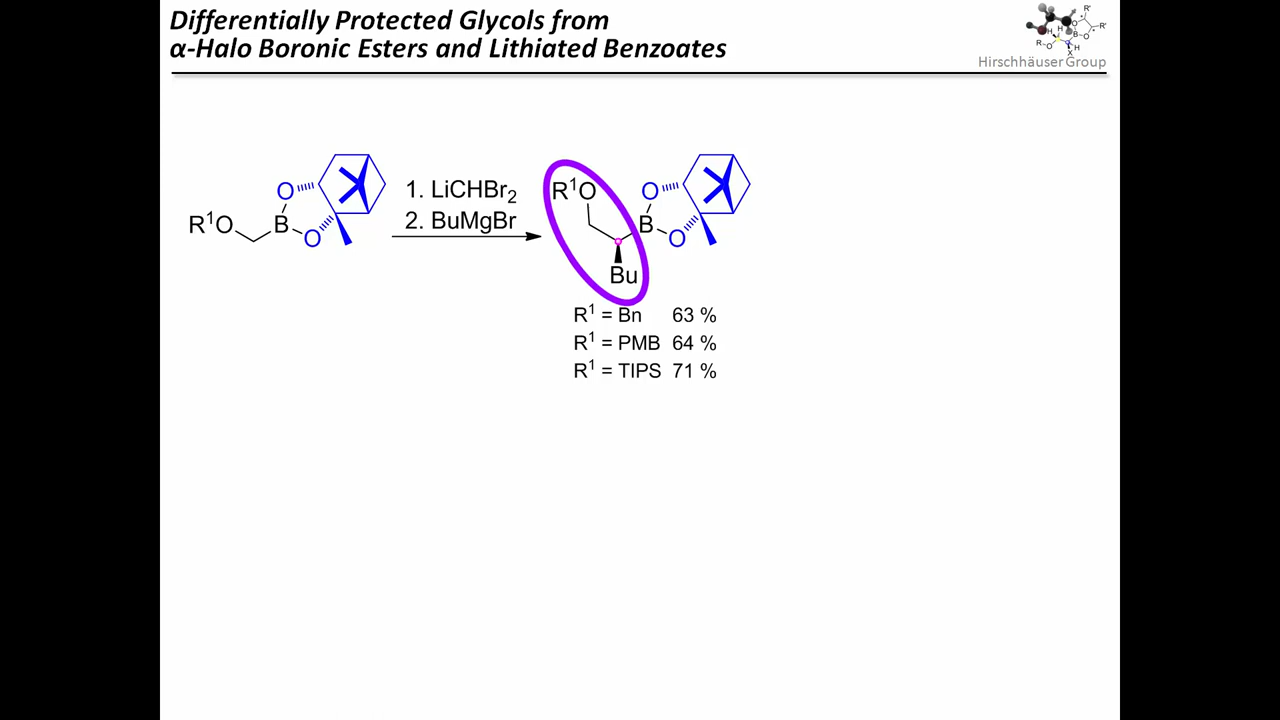 Differentially Protected Glycols from
α-Halo Boronic Esters and Lithiated Benzoates
Hirschhäuser Group
R' R' O B O R O H H H X
R¹O B O O
1. LiCHBr₂
2. BuMgBr
R¹O Bu B O O
R¹ = Bn 63 %
R¹ = PMB 64 %
R¹ = TIPS 71 %